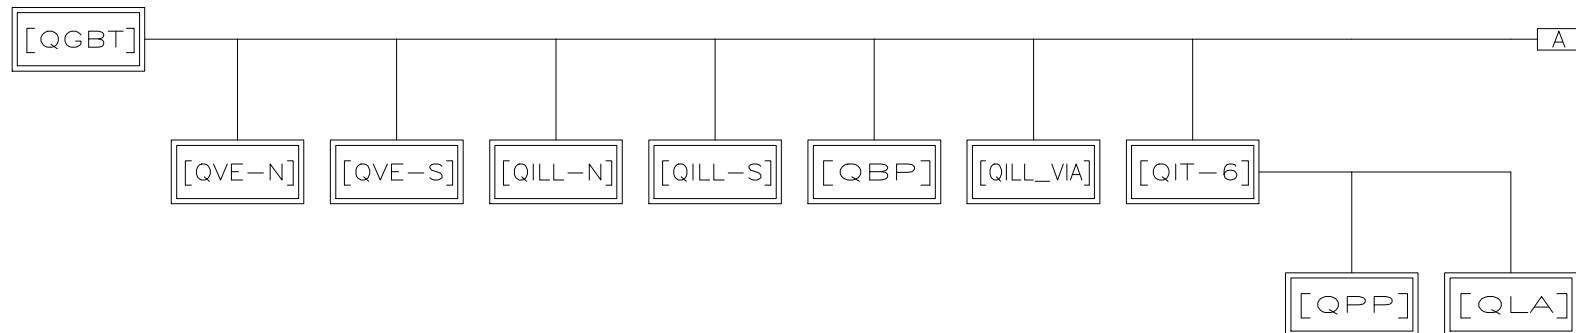 [QGBT]
A
[QVE-N]
[QVE-S]
[QILL-N]
[QILL-S]
[QBP]
[QILL_VIA]
[QIT-6]
[QPP]
[QLA]